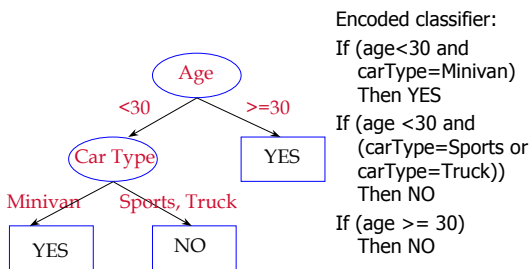 Age
<30 >=30
Car Type
YES
Minivan Sports, Truck
YES
NO
Encoded classifier:
If (age<30 and
carType=Minivan)
Then YES
If (age <30 and
(carType=Sports or
carType=Truck))
Then NO
If (age >= 30)
Then NO